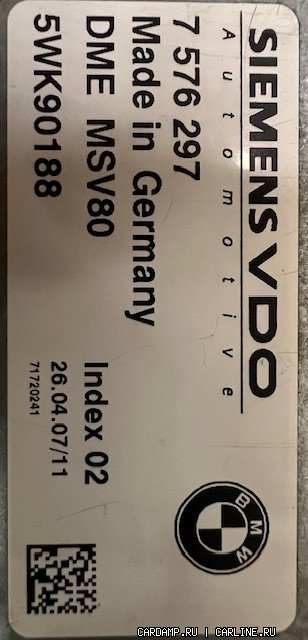 SIEMENS VDO
Automotive
7 576 297
Made in Germany
DME MSV80 Index 02
5WK90188 26.04.07/11
71720241
BMW
CARDAMP.RU | CARLINE.RU